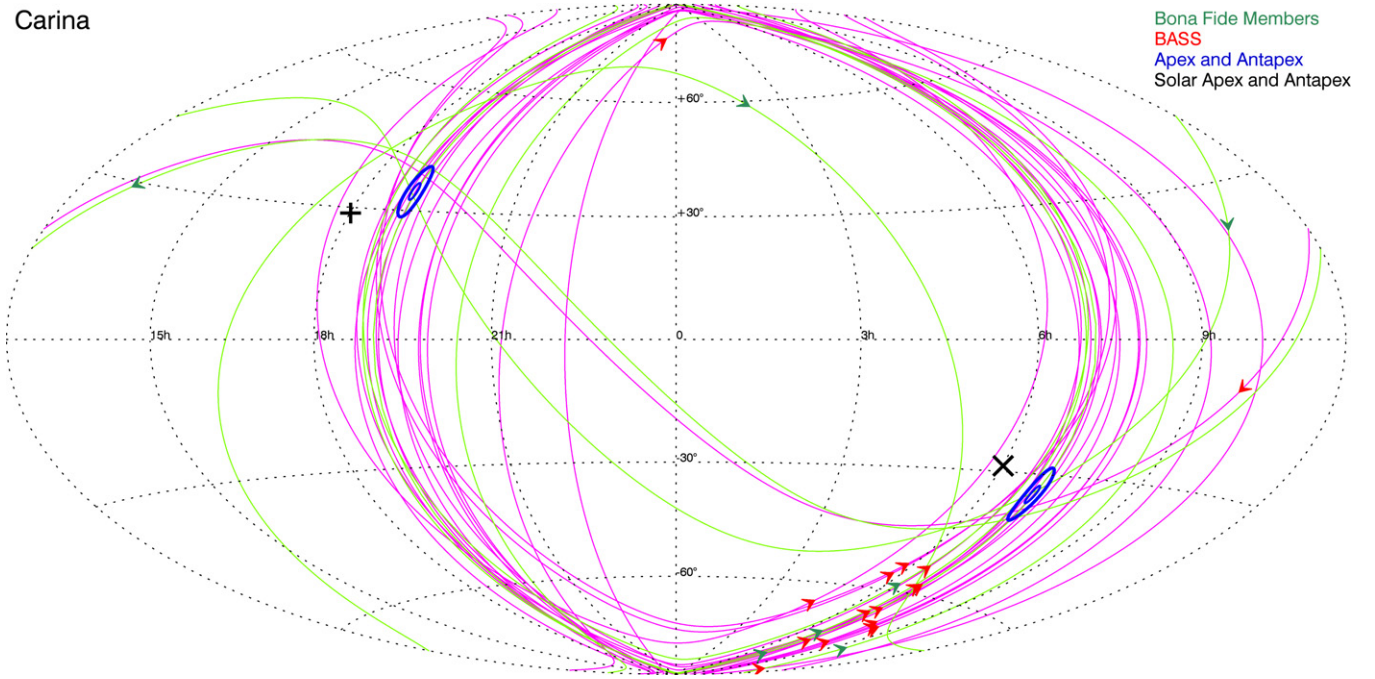 Carina
Bona Fide Members
BASS
Apex and Antapex
Solar Apex and Antapex
+60°
+30°
15h 18h 21h 0 3h 6h 9h
-30°
-60°